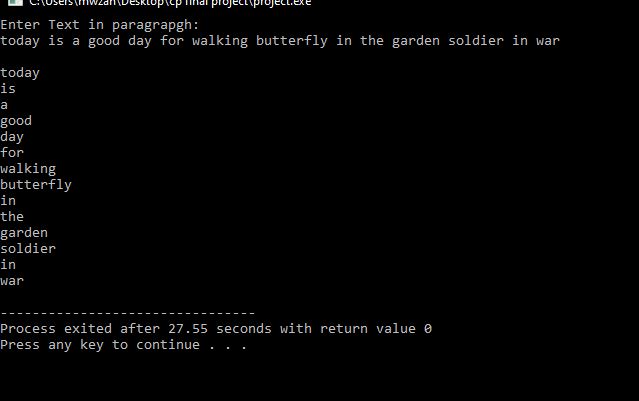 C:\Users\mwzah\Desktop\cp final project\project.exe
Enter Text in paragrapgh:
today is a good day for walking butterfly in the garden soldier in war
today
is
a
good
day
for
walking
butterfly
in
the
garden
soldier
in
war
--------------------------------
Process exited after 27.55 seconds with return value 0
Press any key to continue . . .